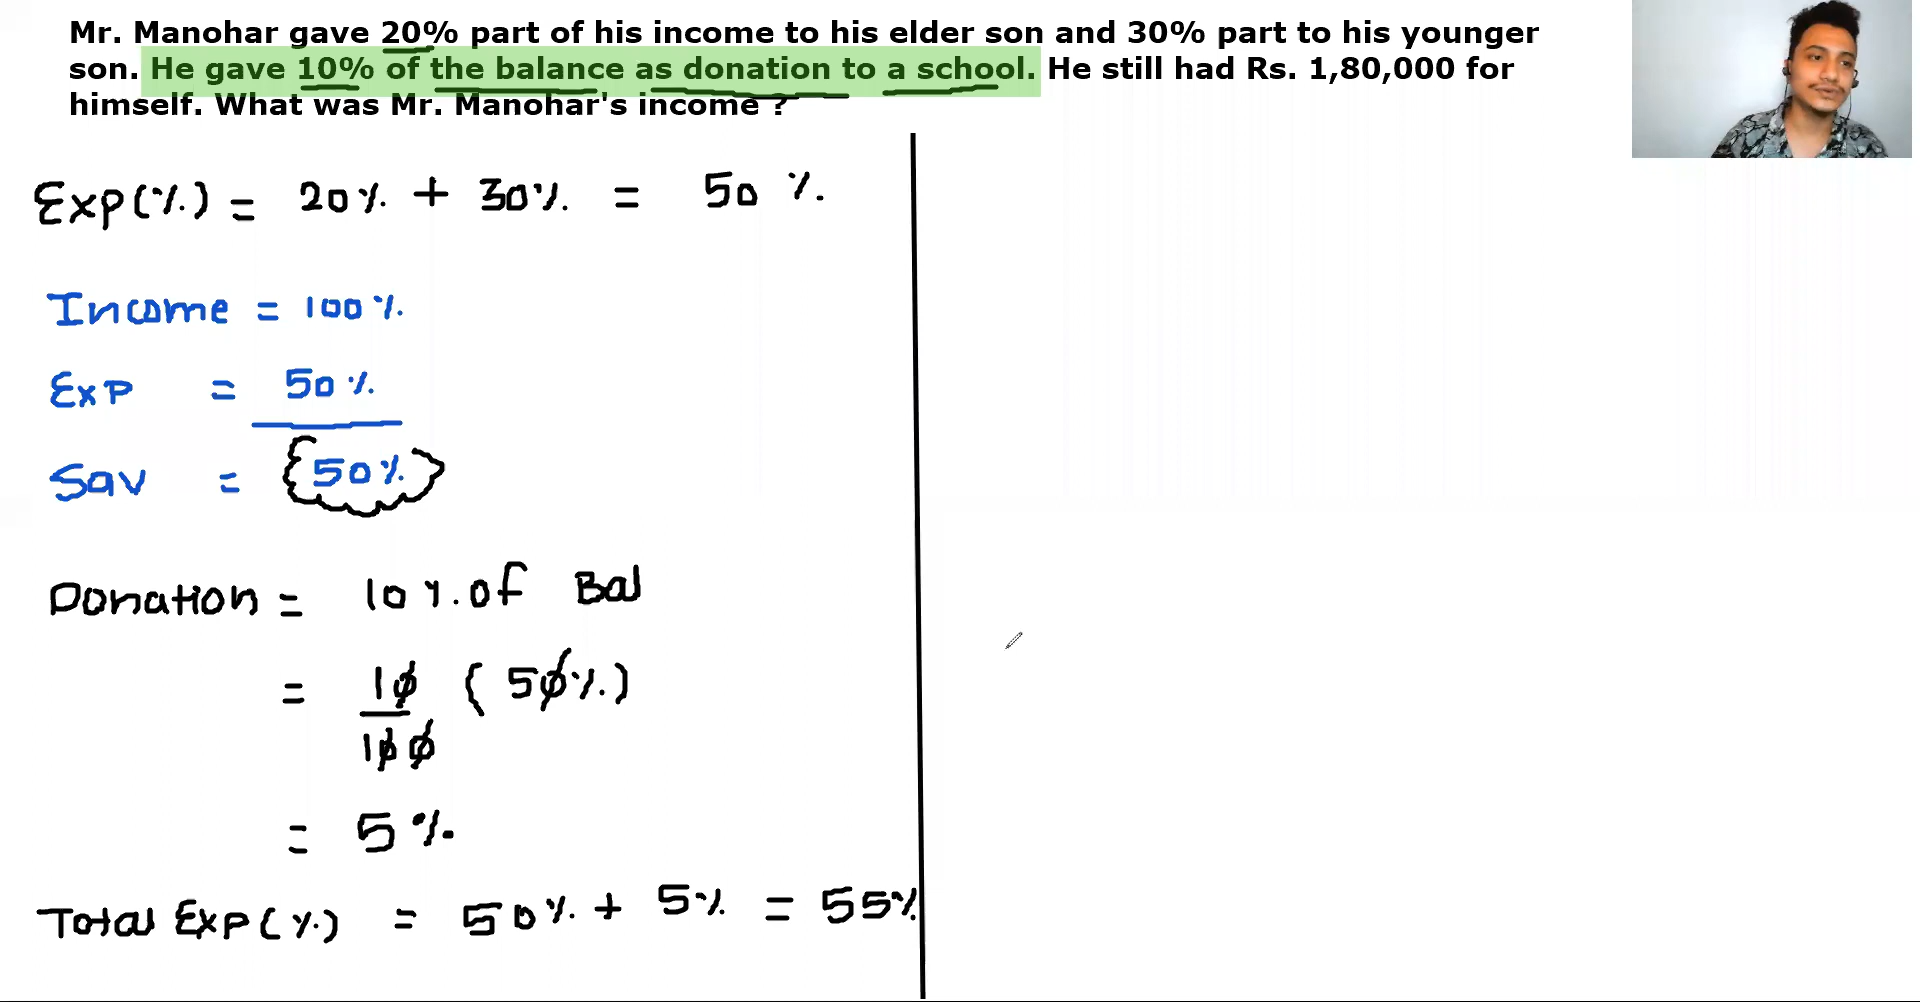 Mr. Manohar gave 20% part of his income to his elder son and 30% part to his younger
son. He gave 10% of the balance as donation to a school. He still had Rs. 1,80,000 for
himself. What was Mr. Manohar's income ?
Exp(%) = 20% + 30% = 50 %
Income = 100%
Exp = 50%
Sav = 50%
Donation = 10%. of Bal
= 10 ( 50%)
100
= 5%
Total Exp(%) = 50% + 5% = 55%